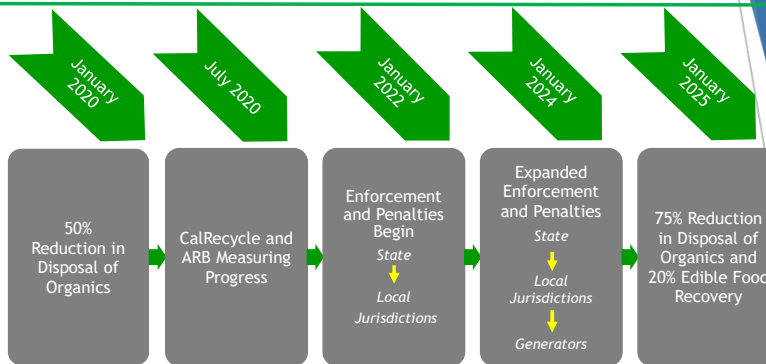 January
2020
July 2020
January
2022
January
2024
January
2025
50%
Reduction in
Disposal of
Organics
CalRecycle and
ARB Measuring
Progress
Enforcement
and Penalties
Begin
State
Local
Jurisdictions
Expanded
Enforcement
and Penalties
State
Local
Jurisdictions
Generators
75% Reduction
in Disposal of
Organics and
20% Edible Food
Recovery